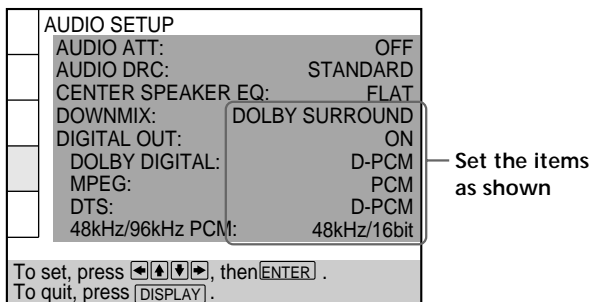 AUDIO SETUP
AUDIO ATT: OFF
AUDIO DRC: STANDARD
CENTER SPEAKER EQ: FLAT
DOWNMIX: DOLBY SURROUND
DIGITAL OUT: ON
DOLBY DIGITAL: D-PCM
MPEG: PCM
DTS: D-PCM
48kHz/96kHz PCM: 48kHz/16bit
Set the items
as shown
To set, press ←↑↓→, then ENTER .
To quit, press DISPLAY .